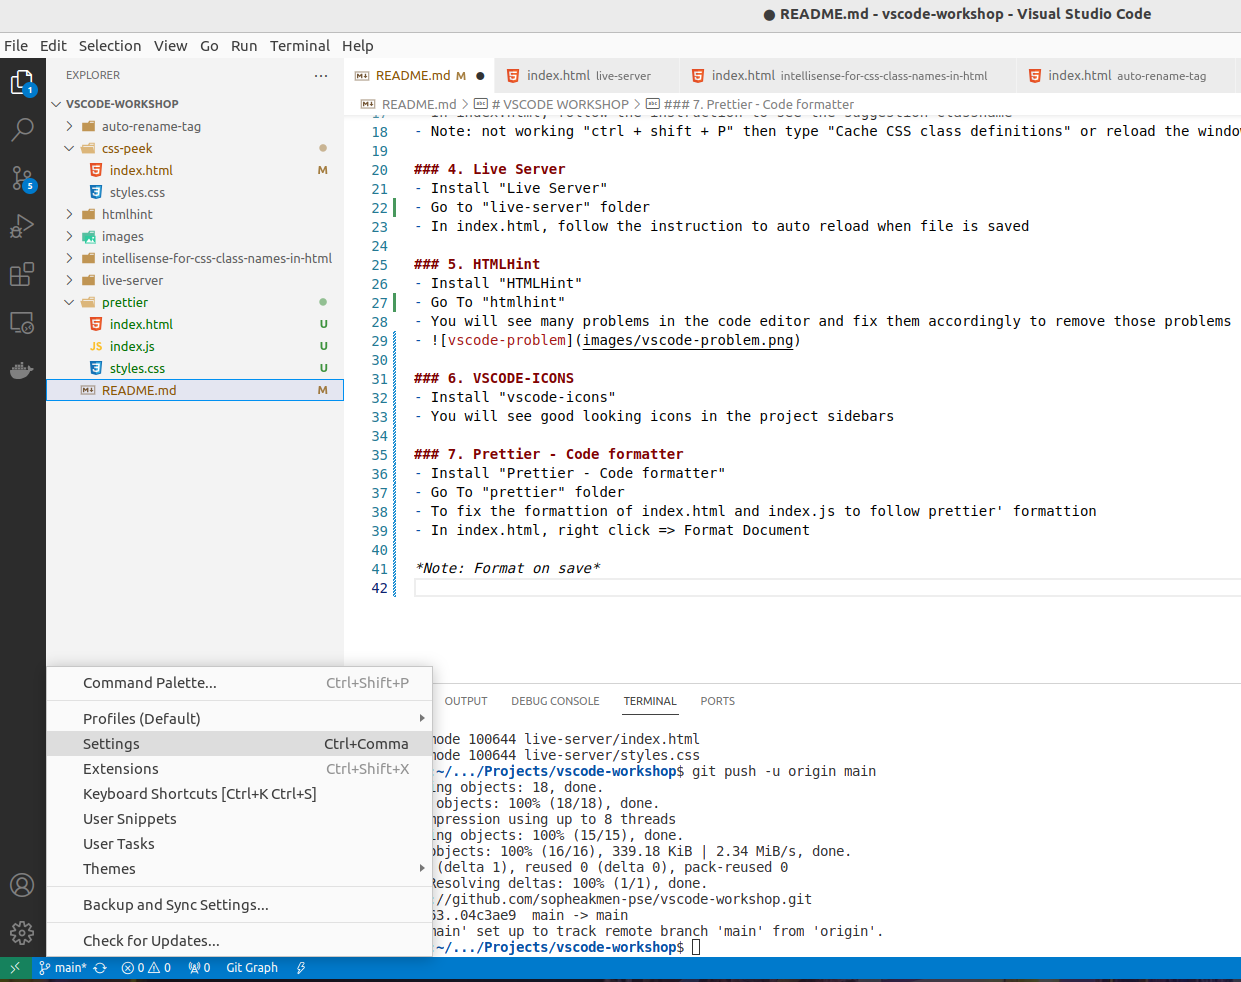 ● README.md - vscode-workshop - Visual Studio Code
File Edit Selection View Go Run Terminal Help
EXPLORER ...
VSCODE-WORKSHOP
auto-rename-tag
css-peek
index.html M
styles.css
htmlhint
images
intellisense-for-css-class-names-in-html
live-server
prettier
index.html U
JS index.js U
styles.css U
README.md M
1
5
README.md M ●
index.html live-server
index.html intellisense-for-css-class-names-in-html
index.html auto-rename-tag
README.md > # VSCODE WORKSHOP > ### 7. Prettier - Code formatter
17 - In index.html, follow the instruction to see the suggestion classname
18 - Note: not working "ctrl + shift + P" then type "Cache CSS class definitions" or reload the window
19
20 ### 4. Live Server
21 - Install "Live Server"
22 - Go to "live-server" folder
23 - In index.html, follow the instruction to auto reload when file is saved
24
25 ### 5. HTMLHint
26 - Install "HTMLHint"
27 - Go To "htmlhint"
28 - You will see many problems in the code editor and fix them accordingly to remove those problems
29 - ![vscode-problem](images/vscode-problem.png)
30
31 ### 6. VSCODE-ICONS
32 - Install "vscode-icons"
33 - You will see good looking icons in the project sidebars
34
35 ### 7. Prettier - Code formatter
36 - Install "Prettier - Code formatter"
37 - Go To "prettier" folder
38 - To fix the formattion of index.html and index.js to follow prettier' formattion
39 - In index.html, right click => Format Document
40
41 *Note: Format on save*
42
Command Palette... Ctrl+Shift+P
Profiles (Default)
Settings Ctrl+Comma
Extensions Ctrl+Shift+X
Keyboard Shortcuts [Ctrl+K Ctrl+S]
User Snippets
User Tasks
Themes
Backup and Sync Settings...
Check for Updates...
OUTPUT DEBUG CONSOLE TERMINAL PORTS
mode 100644 live-server/index.html
mode 100644 live-server/styles.css
~/.../Projects/vscode-workshop$ git push -u origin main
ing objects: 18, done.
objects: 100% (18/18), done.
mpression using up to 8 threads
ing objects: 100% (15/15), done.
objects: 100% (16/16), 339.18 KiB | 2.34 MiB/s, done.
(delta 1), reused 0 (delta 0), pack-reused 0
Resolving deltas: 100% (1/1), done.
//github.com/sopheakmen-pse/vscode-workshop.git
63..04c3ae9 main -> main
main' set up to track remote branch 'main' from 'origin'.
~/.../Projects/vscode-workshop$
main* 0 0 0 Git Graph